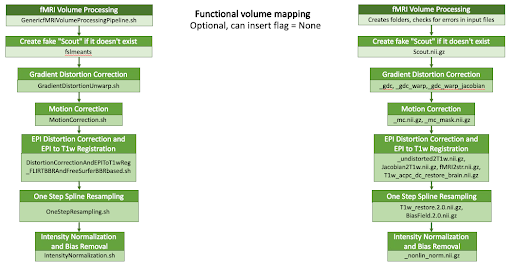 fMRI Volume Processing
GenericfMRIVolumeProcessingPipeline.sh
Create fake "Scout" if it doesn't exist
fslmeants
Gradient Distortion Correction
GradientDistortionUnwarp.sh
Motion Correction
MotionCorrection.sh
EPI Distortion Correction and
EPI to T1w Registration
DistortionCorrectionAndEPIToT1wReg
_FLIRTBBRAndFreeSurferBBRbased.sh
One Step Spline Resampling
OneStepResampling.sh
Intensity Normalization
and Bias Removal
IntensityNormalization.sh
Functional volume mapping
Optional, can insert flag = None
fMRI Volume Processing
Creates folders, checks for errors in input files
Create fake "Scout" if it doesn't exist
Scout.nii.gz
Gradient Distortion Correction
_gdc, _gdc_warp, _gdc_warp_jacobian
Motion Correction
_mc.nii.gz, _mc_mask.nii.gz
EPI Distortion Correction and
EPI to T1w Registration
_undistorted2T1w.nii.gz,
Jacobian2T1w.nii.gz, fMRI2str.nii.gz,
T1w_acpc_dc_restore_brain.nii.gz
One Step Spline Resampling
T1w_restore.2.0.nii.gz,
BiasField.2.0.nii.gz
Intensity Normalization
and Bias Removal
_nonlin_norm.nii.gz